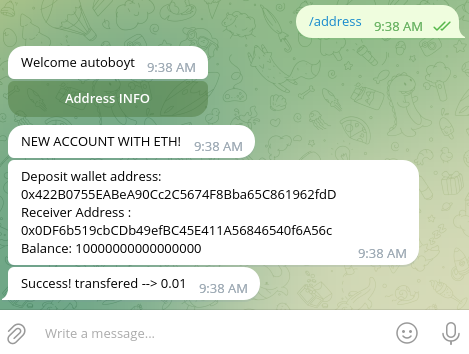 /address 9:38 AM
Welcome autoboyt 9:38 AM
Address INFO
NEW ACCOUNT WITH ETH! 9:38 AM
Deposit wallet address:
0x422B0755EABeA90Cc2C5674F8Bba65C861962fdD
Receiver Address :
0x0DF6b519cbCDb49efBC45E411A56846540f6A56c
Balance: 10000000000000000
9:38 AM
Success! transfered --> 0.01 9:38 AM
Write a message...